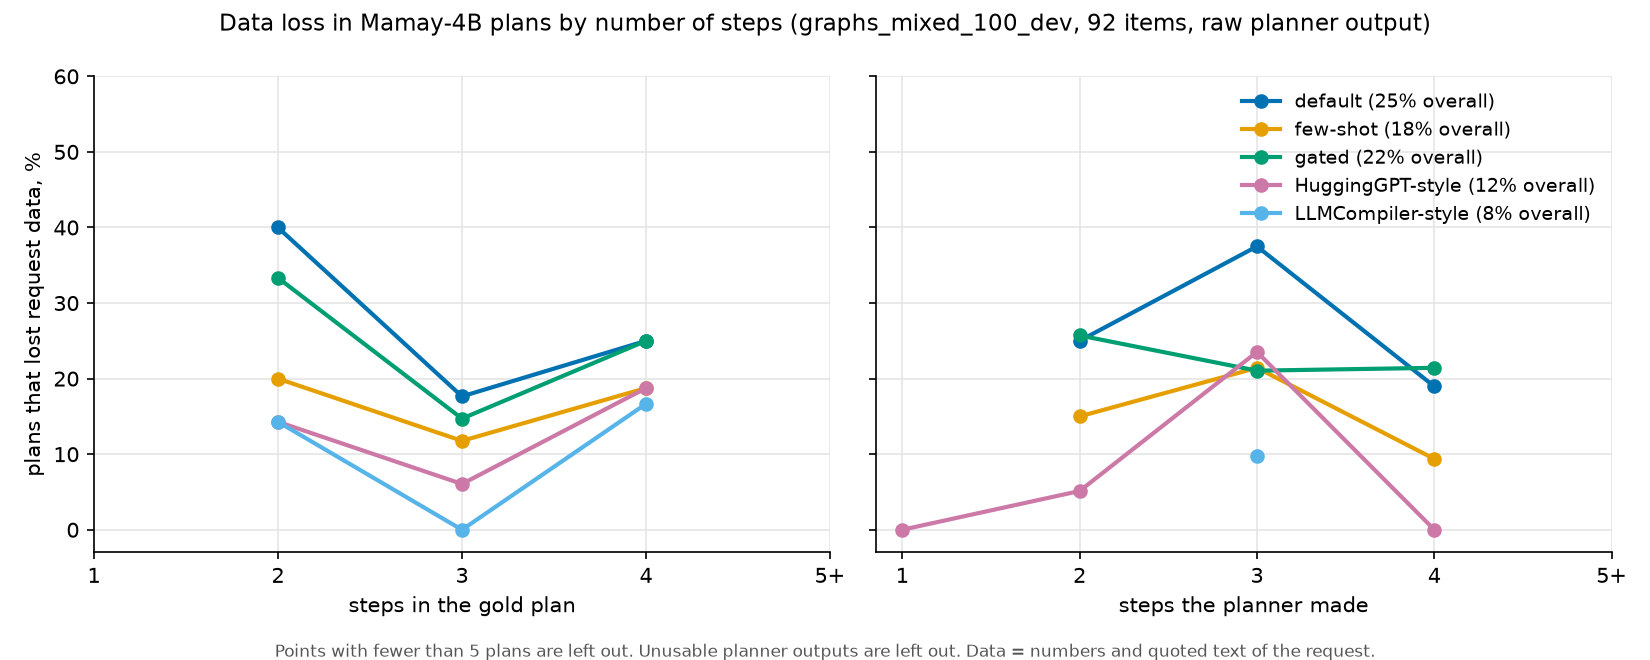 Data loss in Mamay-4B plans by number of steps (graphs_mixed_100_dev, 92 items, raw planner output)
plans that lost request data, %
60
50
40
30
20
10
0
1
2
3
4
5+
steps in the gold plan
default (25% overall)
few-shot (18% overall)
gated (22% overall)
HuggingGPT-style (12% overall)
LLMCompiler-style (8% overall)
1
2
3
4
5+
steps the planner made
Points with fewer than 5 plans are left out. Unusable planner outputs are left out. Data = numbers and quoted text of the request.